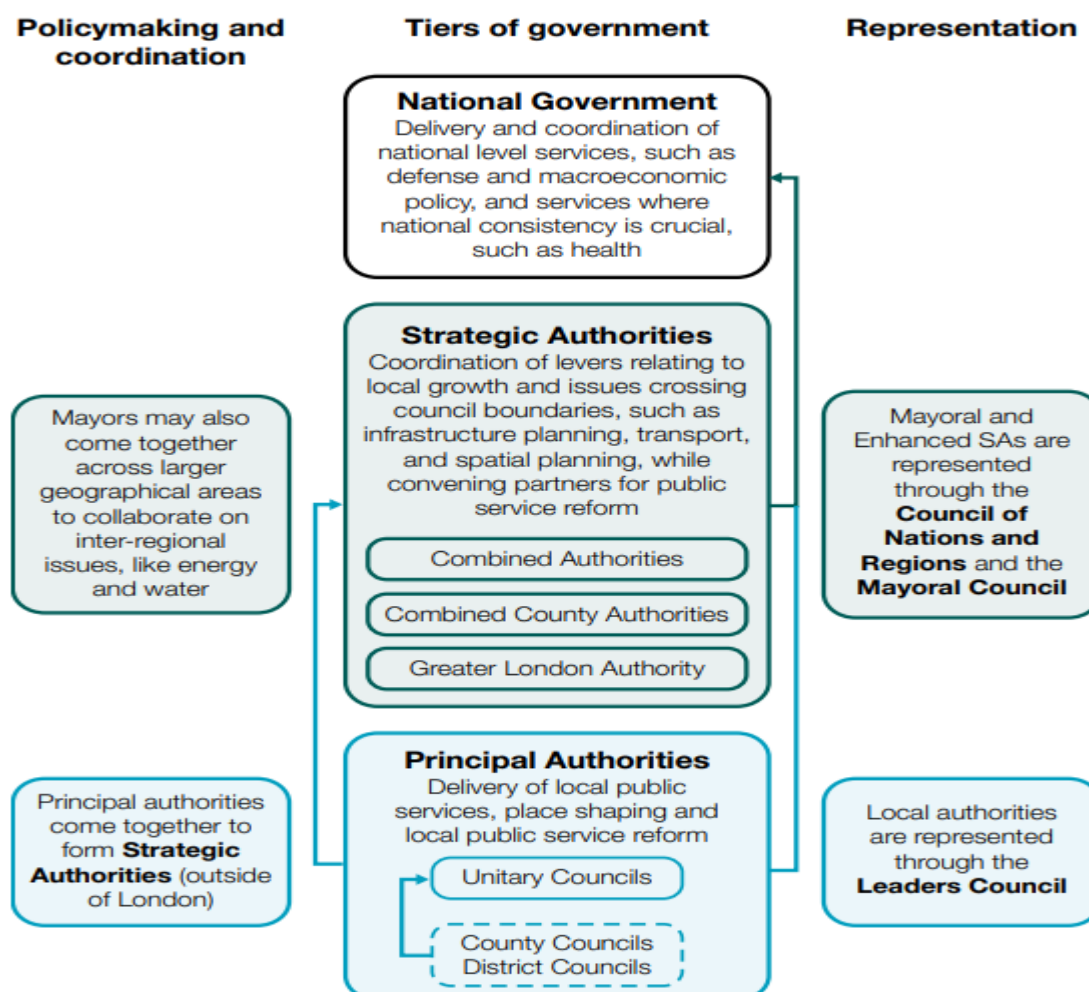 Policymaking and
coordination
Tiers of government
Representation
National Government
Delivery and coordination of
national level services, such as
defense and macroeconomic
policy, and services where
national consistency is crucial,
such as health
Strategic Authorities
Coordination of levers relating to
local growth and issues crossing
council boundaries, such as
infrastructure planning, transport,
and spatial planning, while
convening partners for public
service reform
Combined Authorities
Combined County Authorities
Greater London Authority
Mayors may also
come together
across larger
geographical areas
to collaborate on
inter-regional
issues, like energy
and water
Mayoral and
Enhanced SAs are
represented
through the
Council of
Nations and
Regions and the
Mayoral Council
Principal Authorities
Delivery of local public
services, place shaping and
local public service reform
Unitary Councils
County Councils
District Councils
Principal authorities
come together to
form Strategic
Authorities (outside
of London)
Local authorities
are represented
through the
Leaders Council